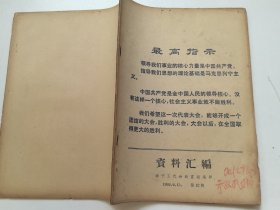 最高指示
领导我们事业的核心力量是中国共产党。
指导我们思想的理论基础是马克思列宁主
义。
中国共产党是全中国人民的领导核心。没
有这样一个核心，社会主义事业就不能胜利。
我们希望这一次代表大会，能够开成一个
团结的大会，胜利的大会，大会以后，在全国取
得更大的胜利。
資料汇編